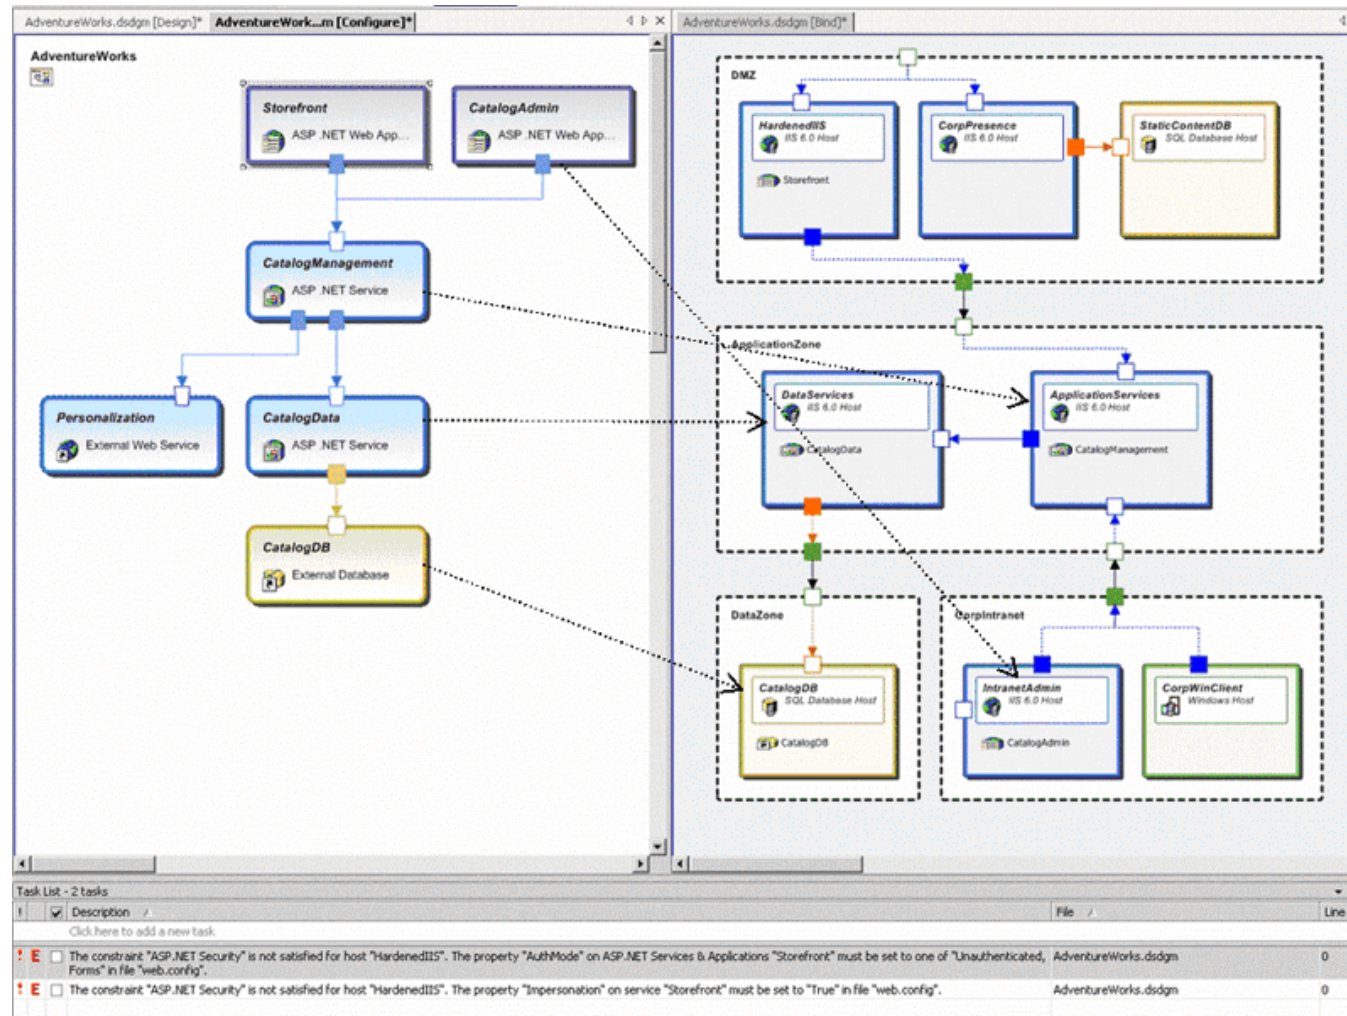 AdventureWorks.dsdgm [Design]* AdventureWork...m [Configure]*
AdventureWorks.dsdgm [Bind]*
AdventureWorks
Storefront
ASP .NET Web App...
CatalogAdmin
ASP .NET Web App...
CatalogManagement
ASP .NET Service
Personalization
External Web Service
CatalogData
ASP .NET Service
CatalogDB
External Database
DMZ
HardenedIIS
IIS 6.0 Host
Storefront
CorpPresence
IIS 6.0 Host
StaticContentDB
SQL Database Host
ApplicationZone
DataServices
IIS 6.0 Host
CatalogData
ApplicationServices
IIS 6.0 Host
CatalogManagement
DataZone
CatalogDB
SQL Database Host
CatalogDB
CorpIntranet
IntranetAdmin
IIS 6.0 Host
CatalogAdmin
CorpWinClient
Windows Host
Task List - 2 tasks
! Description File Line
Click here to add a new task
! E The constraint "ASP.NET Security" is not satisfied for host "HardenedIIS". The property "AuthMode" on ASP.NET Services & Applications "Storefront" must be set to one of "Unauthenticated, AdventureWorks.dsdgm 0
Forms" in file "web.config".
! E The constraint "ASP.NET Security" is not satisfied for host "HardenedIIS". The property "Impersonation" on service "Storefront" must be set to "True" in file "web.config". AdventureWorks.dsdgm 0